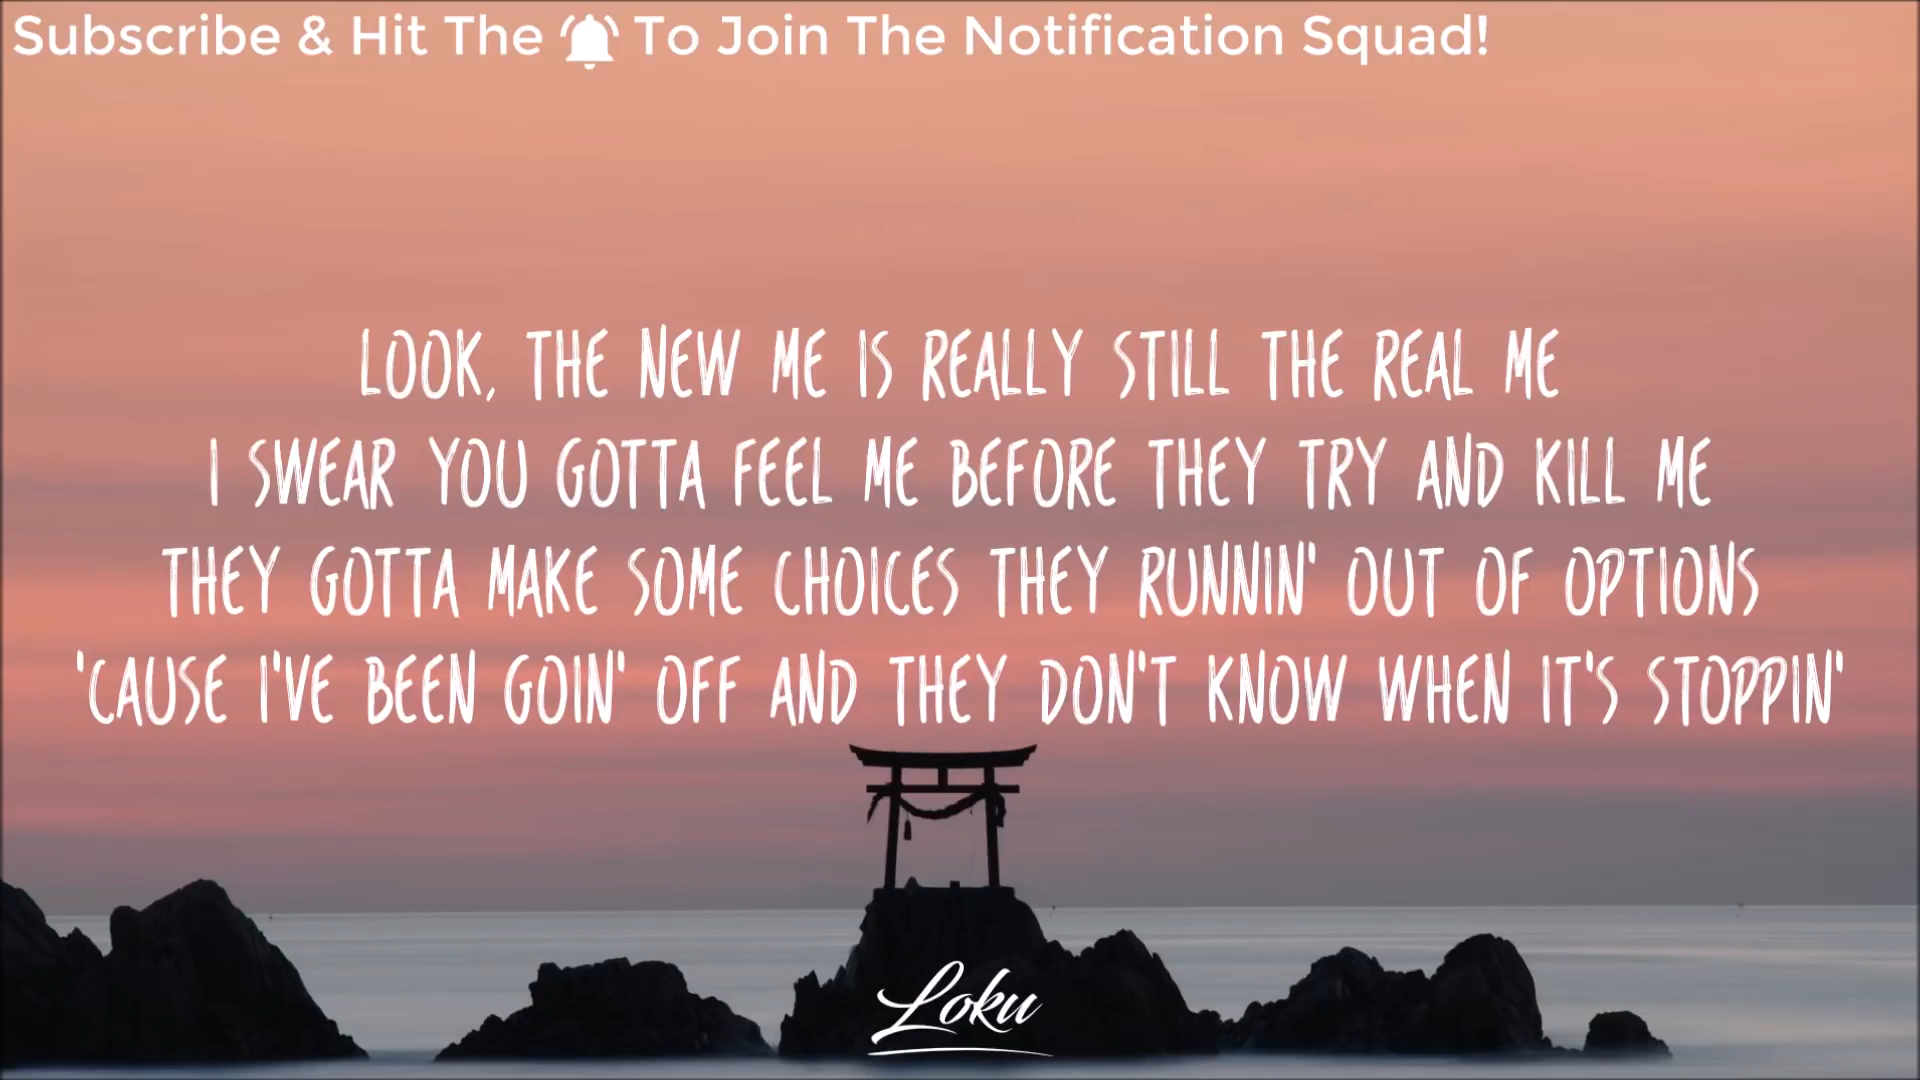 Subscribe & Hit The To Join The Notification Squad!
LOOK, THE NEW ME IS REALLY STILL THE REAL ME
I SWEAR YOU GOTTA FEEL ME BEFORE THEY TRY AND KILL ME
THEY GOTTA MAKE SOME CHOICES THEY RUNNIN' OUT OF OPTIONS
'CAUSE I'VE BEEN GOIN' OFF AND THEY DON'T KNOW WHEN IT'S STOPPIN'
Loku